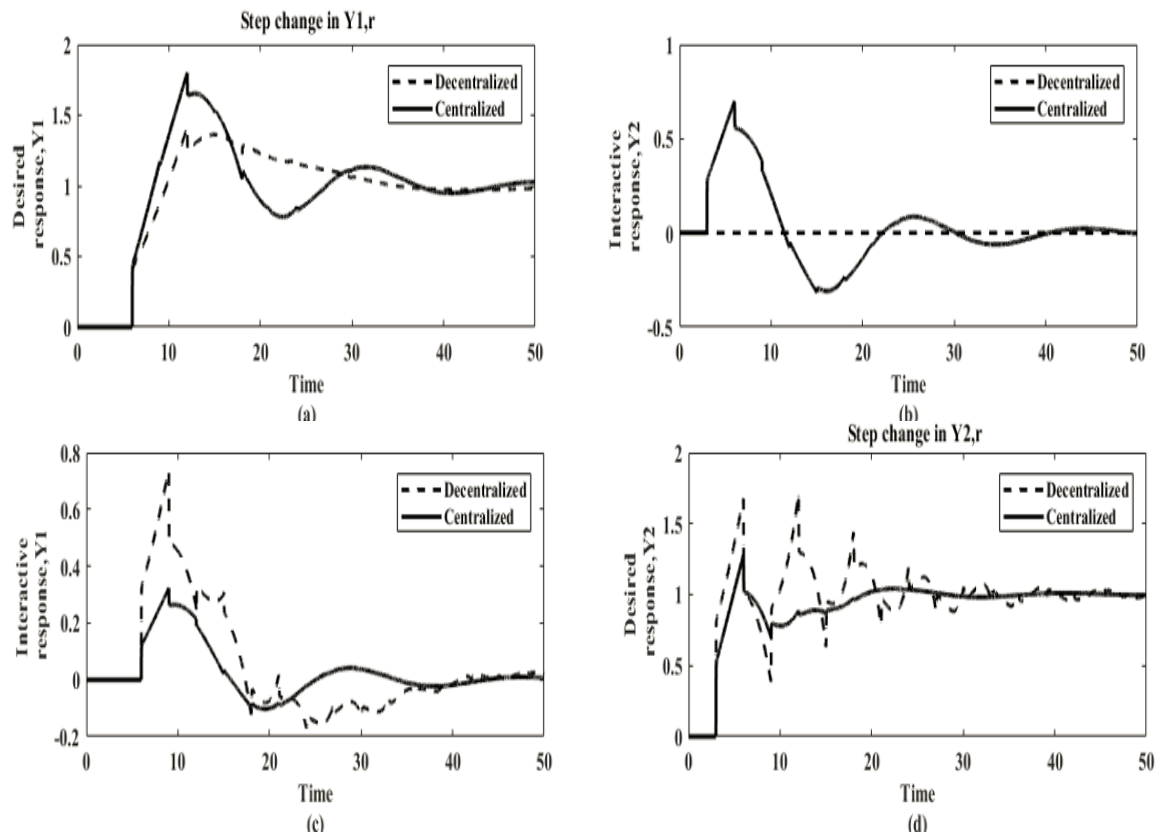 Step change in Y1,r
2
1.5
1
0.5
0
Desired
response,Y1
Decentralized
Centralized
0 10 20 30 40 50
Time
(a)
1
0.5
0
-0.5
Interactive
response,Y2
Decentralized
Centralized
0 10 20 30 40 50
Time
(b)
0.8
0.6
0.4
0.2
0
-0.2
Interactive
response,Y1
Decentralized
Centralized
0 10 20 30 40 50
Time
(c)
Step change in Y2,r
2
1.5
1
0.5
0
Desired
response,Y2
Decentralized
Centralized
0 10 20 30 40 50
Time
(d)